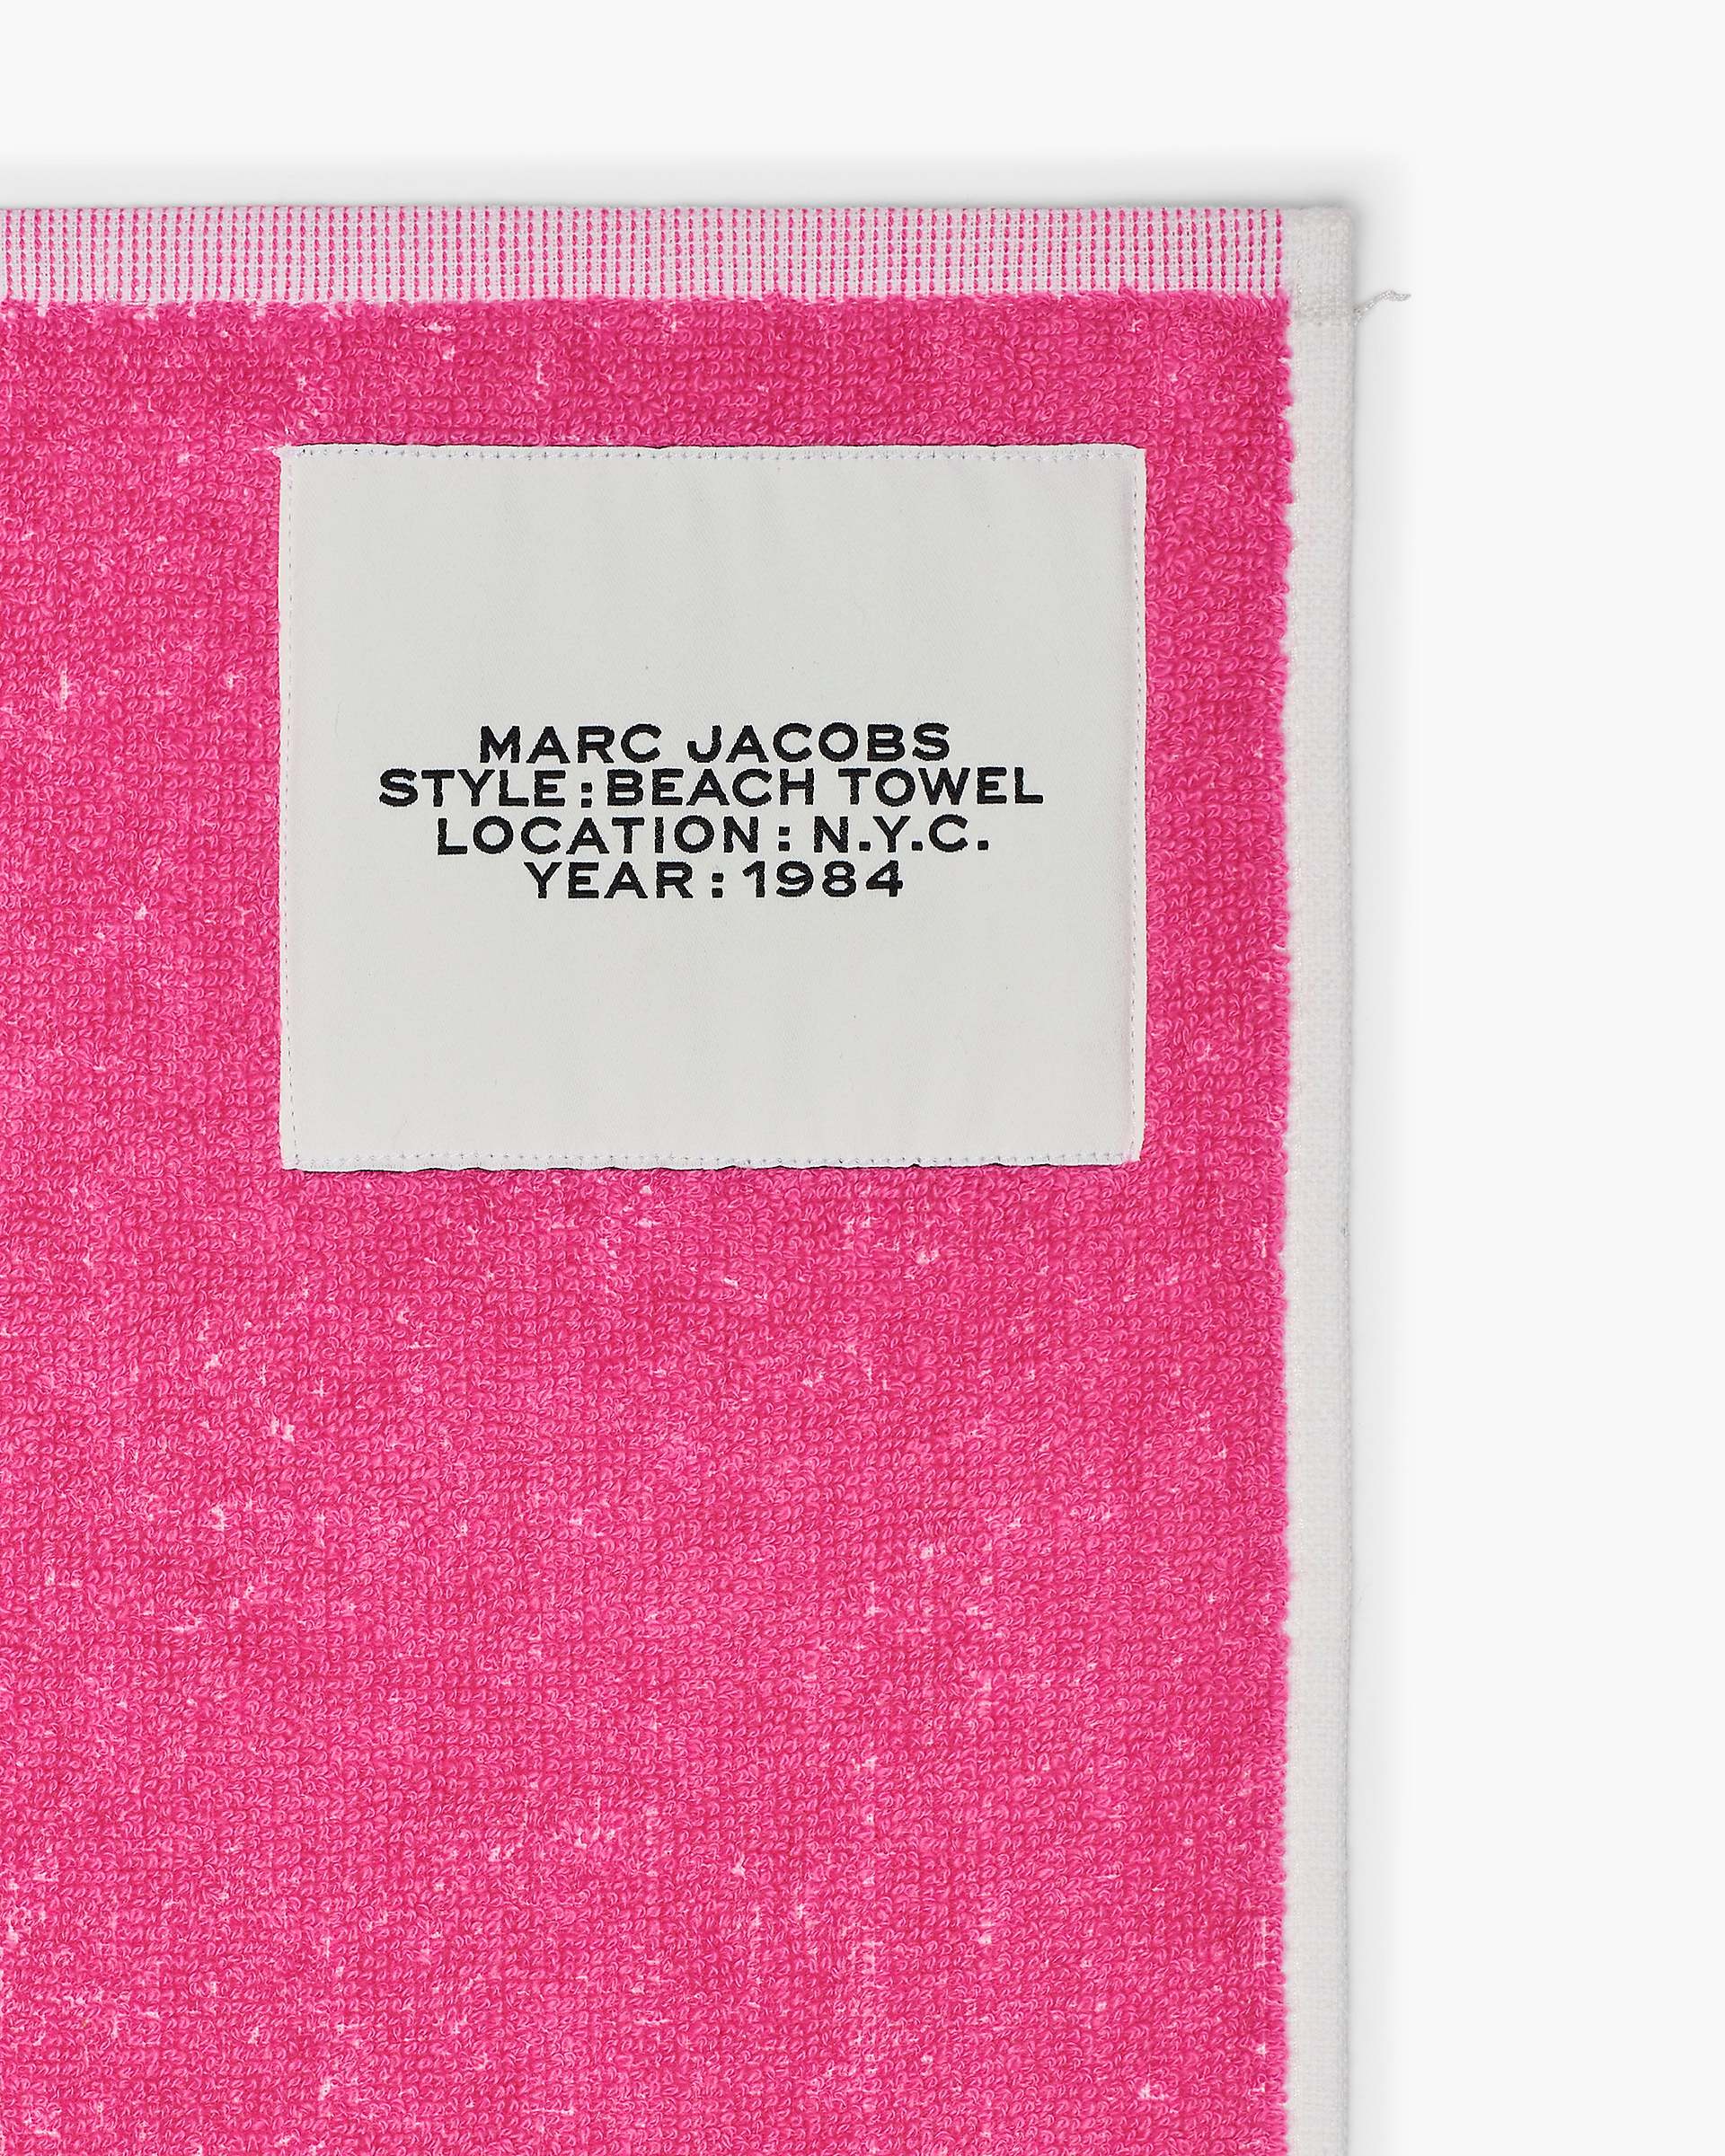 MARC JACOBS
STYLE:BEACH TOWEL
LOCATION: N.Y.C.
YEAR: 1984